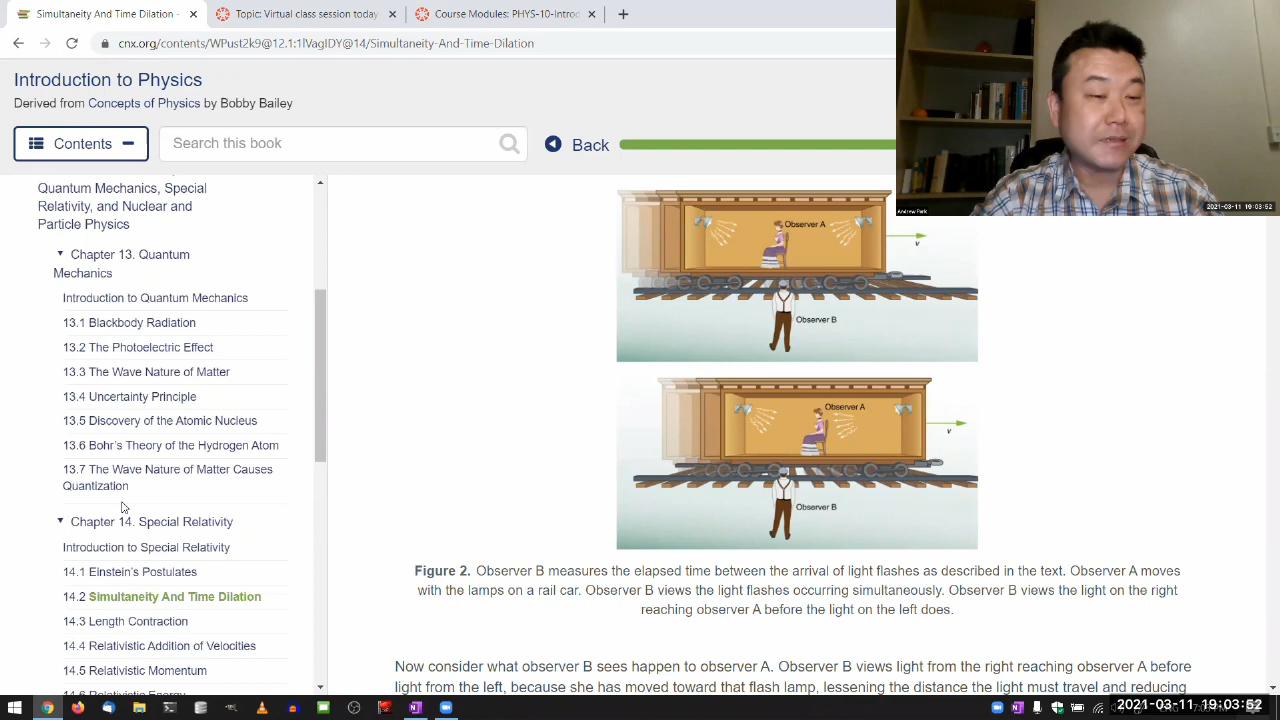 Simultaneity And Time Dilation -
Topic: Virtual class session today
Course Modules: PHYS-10-Introd
cnx.org/contents/WPust2k9@12.1:1lVagIDY@14/Simultaneity-And-Time-Dilation
Introduction to Physics
Derived from Concepts of Physics by Bobby Bailey
Contents
Search this book
Back
Quantum Mechanics, Special
Relativity, and Nuclear and
Particle Physics
Chapter 13. Quantum
Mechanics
Introduction to Quantum Mechanics
13.1 Blackbody Radiation
13.2 The Photoelectric Effect
13.3 The Wave Nature of Matter
13.4 Uncertainty Principle
13.5 Discovery of the Atomic Nucleus
13.6 Bohr's Theory of the Hydrogen Atom
13.7 The Wave Nature of Matter Causes
Quantization
Chapter 14. Special Relativity
Introduction to Special Relativity
14.1 Einstein's Postulates
14.2 Simultaneity And Time Dilation
14.3 Length Contraction
14.4 Relativistic Addition of Velocities
14.5 Relativistic Momentum
14.6 Relativistic Energy
Observer A
v
Observer B
Observer A
v
Observer B
Figure 2. Observer B measures the elapsed time between the arrival of light flashes as described in the text. Observer A moves
with the lamps on a rail car. Observer B views the light flashes occurring simultaneously. Observer B views the light on the right
reaching observer A before the light on the left does.
Now consider what observer B sees happen to observer A. Observer B views light from the right reaching observer A before
light from the left, because she has moved toward that flash lamp, lessening the distance the light must travel and reducing
Andrew Park
2021-03-11 19:03:52
2021-03-11 19:03:52